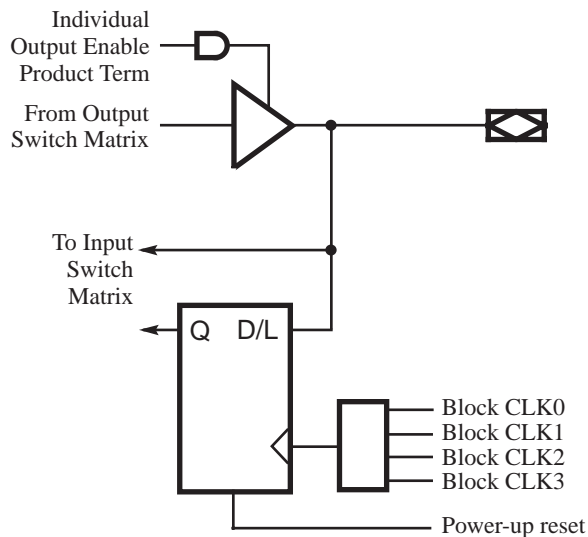 Individual
Output Enable
Product Term
From Output
Switch Matrix
To Input
Switch
Matrix
Q D/L
Block CLK0
Block CLK1
Block CLK2
Block CLK3
Power-up reset